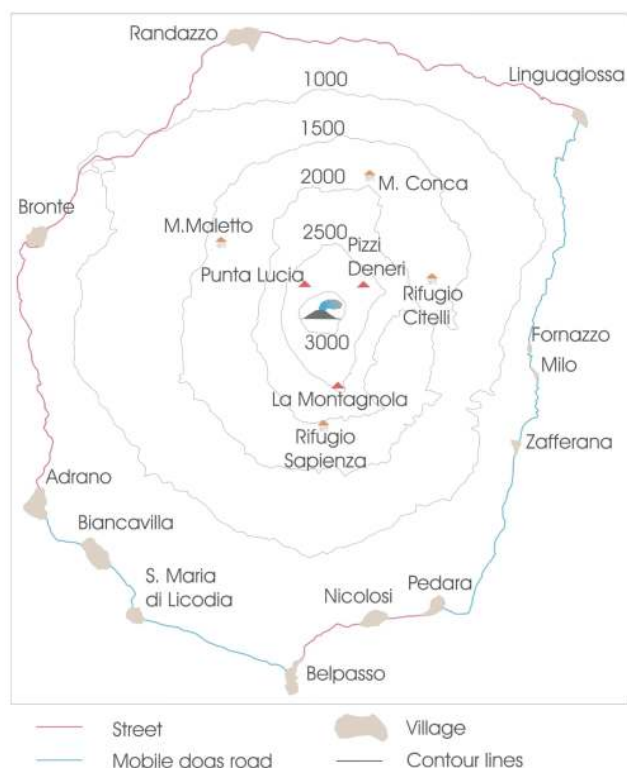 Randazzo
Linguaglossa
1000
1500
2000
M. Conca
Bronte
M.Maletto
2500
Pizzi
Deneri
Punta Lucia
Rifugio
Citelli
3000
Fornazzo
Milo
La Montagnola
Rifugio
Sapienza
Zafferana
Adrano
Biancavilla
S. Maria
di Licodia
Nicolosi
Pedara
Belpasso
Street
Village
Mobile doas road
Contour lines